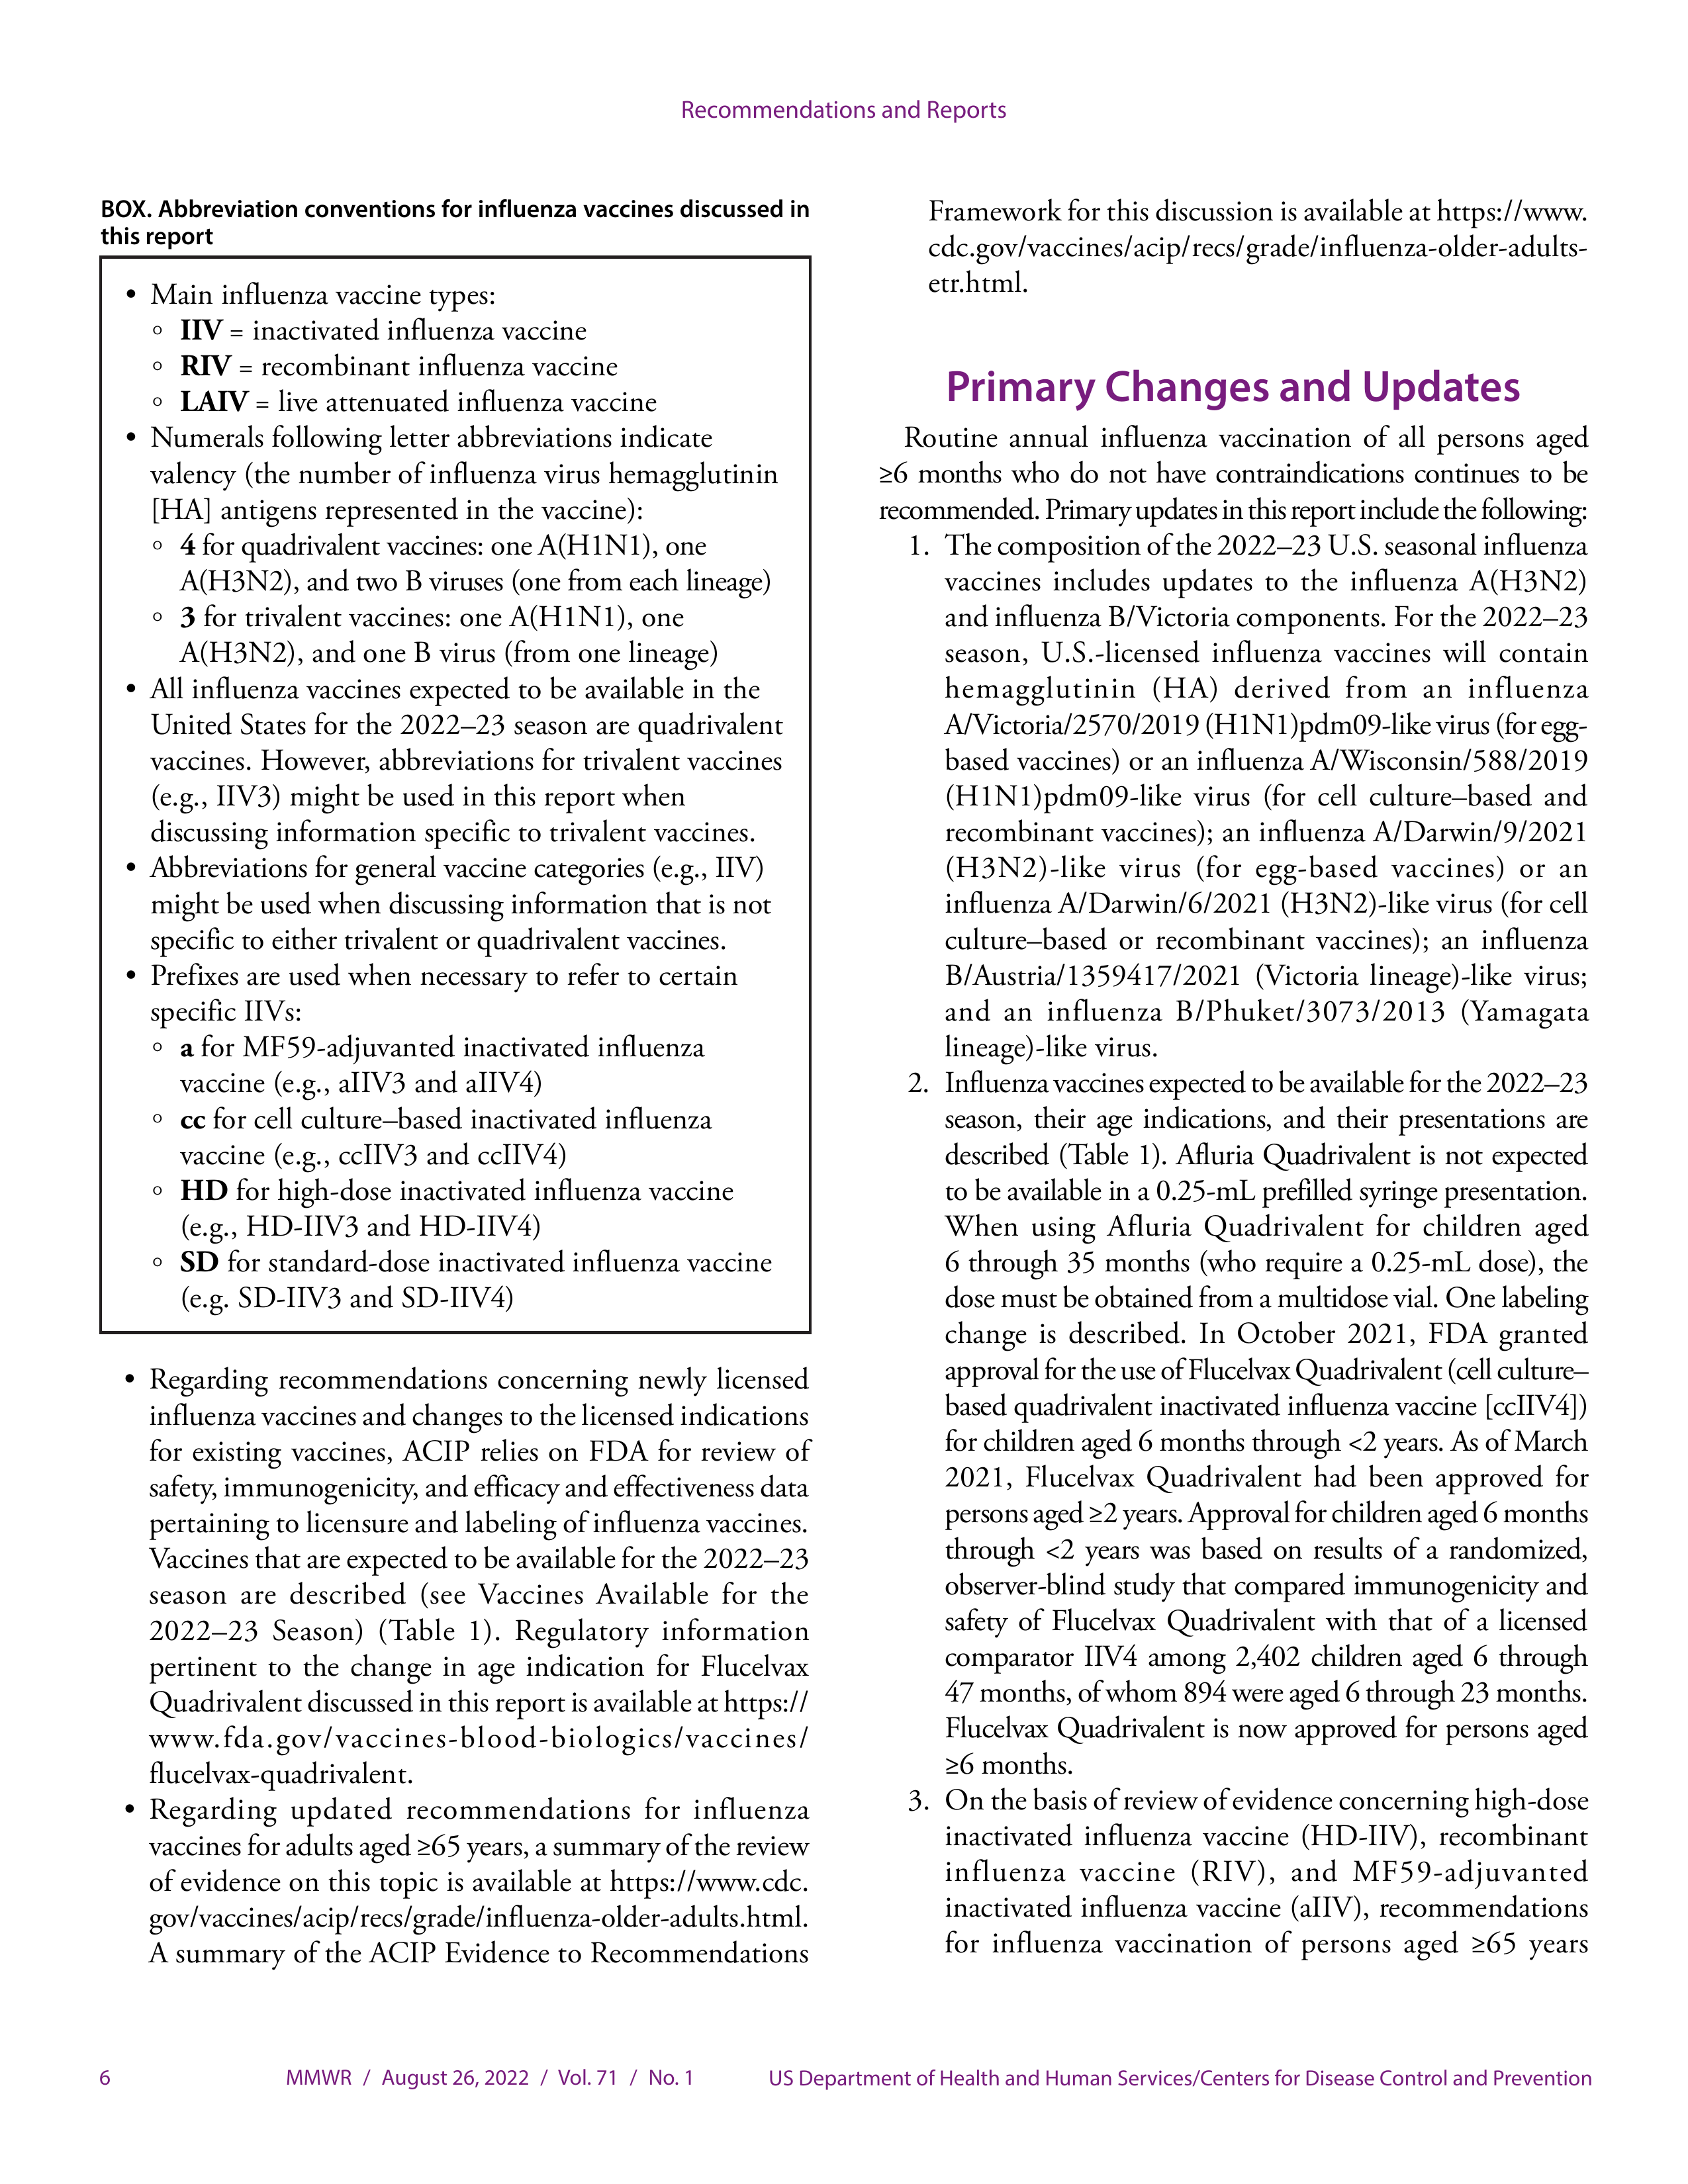 Recommendations and Reports
BOX. Abbreviation conventions for influenza vaccines discussed in
this report
• Main influenza vaccine types:
◦ IIV = inactivated influenza vaccine
◦ RIV = recombinant influenza vaccine
◦ LAIV = live attenuated influenza vaccine
• Numerals following letter abbreviations indicate
valency (the number of influenza virus hemagglutinin
[HA] antigens represented in the vaccine):
◦ 4 for quadrivalent vaccines: one A(H1N1), one
A(H3N2), and two B viruses (one from each lineage)
◦ 3 for trivalent vaccines: one A(H1N1), one
A(H3N2), and one B virus (from one lineage)
• All influenza vaccines expected to be available in the
United States for the 2022–23 season are quadrivalent
vaccines. However, abbreviations for trivalent vaccines
(e.g., IIV3) might be used in this report when
discussing information specific to trivalent vaccines.
• Abbreviations for general vaccine categories (e.g., IIV)
might be used when discussing information that is not
specific to either trivalent or quadrivalent vaccines.
• Prefixes are used when necessary to refer to certain
specific IIVs:
◦ a for MF59-adjuvanted inactivated influenza
vaccine (e.g., aIIV3 and aIIV4)
◦ cc for cell culture–based inactivated influenza
vaccine (e.g., ccIIV3 and ccIIV4)
◦ HD for high-dose inactivated influenza vaccine
(e.g., HD-IIV3 and HD-IIV4)
◦ SD for standard-dose inactivated influenza vaccine
(e.g. SD-IIV3 and SD-IIV4)
• Regarding recommendations concerning newly licensed
influenza vaccines and changes to the licensed indications
for existing vaccines, ACIP relies on FDA for review of
safety, immunogenicity, and efficacy and effectiveness data
pertaining to licensure and labeling of influenza vaccines.
Vaccines that are expected to be available for the 2022–23
season are described (see Vaccines Available for the
2022–23 Season) (Table 1). Regulatory information
pertinent to the change in age indication for Flucelvax
Quadrivalent discussed in this report is available at https://
www.fda.gov/vaccines-blood-biologics/vaccines/
flucelvax-quadrivalent.
• Regarding updated recommendations for influenza
vaccines for adults aged ≥65 years, a summary of the review
of evidence on this topic is available at https://www.cdc.
gov/vaccines/acip/recs/grade/influenza-older-adults.html.
A summary of the ACIP Evidence to Recommendations
Framework for this discussion is available at https://www.
cdc.gov/vaccines/acip/recs/grade/influenza-older-adults-
etr.html.
Primary Changes and Updates
Routine annual influenza vaccination of all persons aged
≥6 months who do not have contraindications continues to be
recommended. Primary updates in this report include the following:
1. The composition of the 2022–23 U.S. seasonal influenza
vaccines includes updates to the influenza A(H3N2)
and influenza B/Victoria components. For the 2022–23
season, U.S.-licensed influenza vaccines will contain
hemagglutinin (HA) derived from an influenza
A/Victoria/2570/2019 (H1N1)pdm09-like virus (for egg-
based vaccines) or an influenza A/Wisconsin/588/2019
(H1N1)pdm09-like virus (for cell culture–based and
recombinant vaccines); an influenza A/Darwin/9/2021
(H3N2)-like virus (for egg-based vaccines) or an
influenza A/Darwin/6/2021 (H3N2)-like virus (for cell
culture–based or recombinant vaccines); an influenza
B/Austria/1359417/2021 (Victoria lineage)-like virus;
and an influenza B/Phuket/3073/2013 (Yamagata
lineage)-like virus.
2. Influenza vaccines expected to be available for the 2022–23
season, their age indications, and their presentations are
described (Table 1). Afluria Quadrivalent is not expected
to be available in a 0.25-mL prefilled syringe presentation.
When using Afluria Quadrivalent for children aged
6 through 35 months (who require a 0.25-mL dose), the
dose must be obtained from a multidose vial. One labeling
change is described. In October 2021, FDA granted
approval for the use of Flucelvax Quadrivalent (cell culture–
based quadrivalent inactivated influenza vaccine [ccIIV4])
for children aged 6 months through <2 years. As of March
2021, Flucelvax Quadrivalent had been approved for
persons aged ≥2 years. Approval for children aged 6 months
through <2 years was based on results of a randomized,
observer-blind study that compared immunogenicity and
safety of Flucelvax Quadrivalent with that of a licensed
comparator IIV4 among 2,402 children aged 6 through
47 months, of whom 894 were aged 6 through 23 months.
Flucelvax Quadrivalent is now approved for persons aged
≥6 months.
3. On the basis of review of evidence concerning high-dose
inactivated influenza vaccine (HD-IIV), recombinant
influenza vaccine (RIV), and MF59-adjuvanted
inactivated influenza vaccine (aIIV), recommendations
for influenza vaccination of persons aged ≥65 years
6 MMWR / August 26, 2022 / Vol. 71 / No. 1 US Department of Health and Human Services/Centers for Disease Control and Prevention